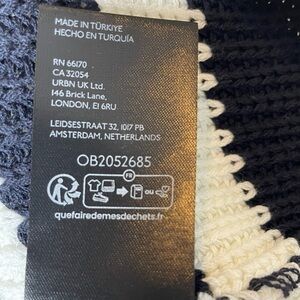 MADE IN TÜRKIYE
HECHO EN TURQUÍA
RN 66170
CA 32054
URBN UK Ltd.
146 Brick Lane,
LONDON, E1 6RU
LEIDSESTRAAT 32, 1017 PB
AMSTERDAM, NETHERLANDS
OB2052685
FR
OU
quefairedemesdechets.fr